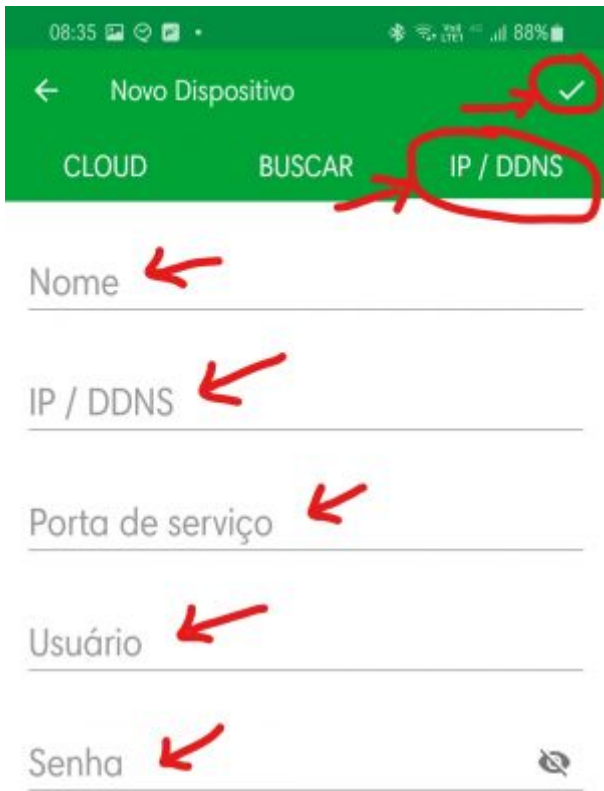 08:35 88%
Novo Dispositivo
CLOUD BUSCAR IP / DDNS
Nome
IP / DDNS
Porta de serviço
Usuário
Senha